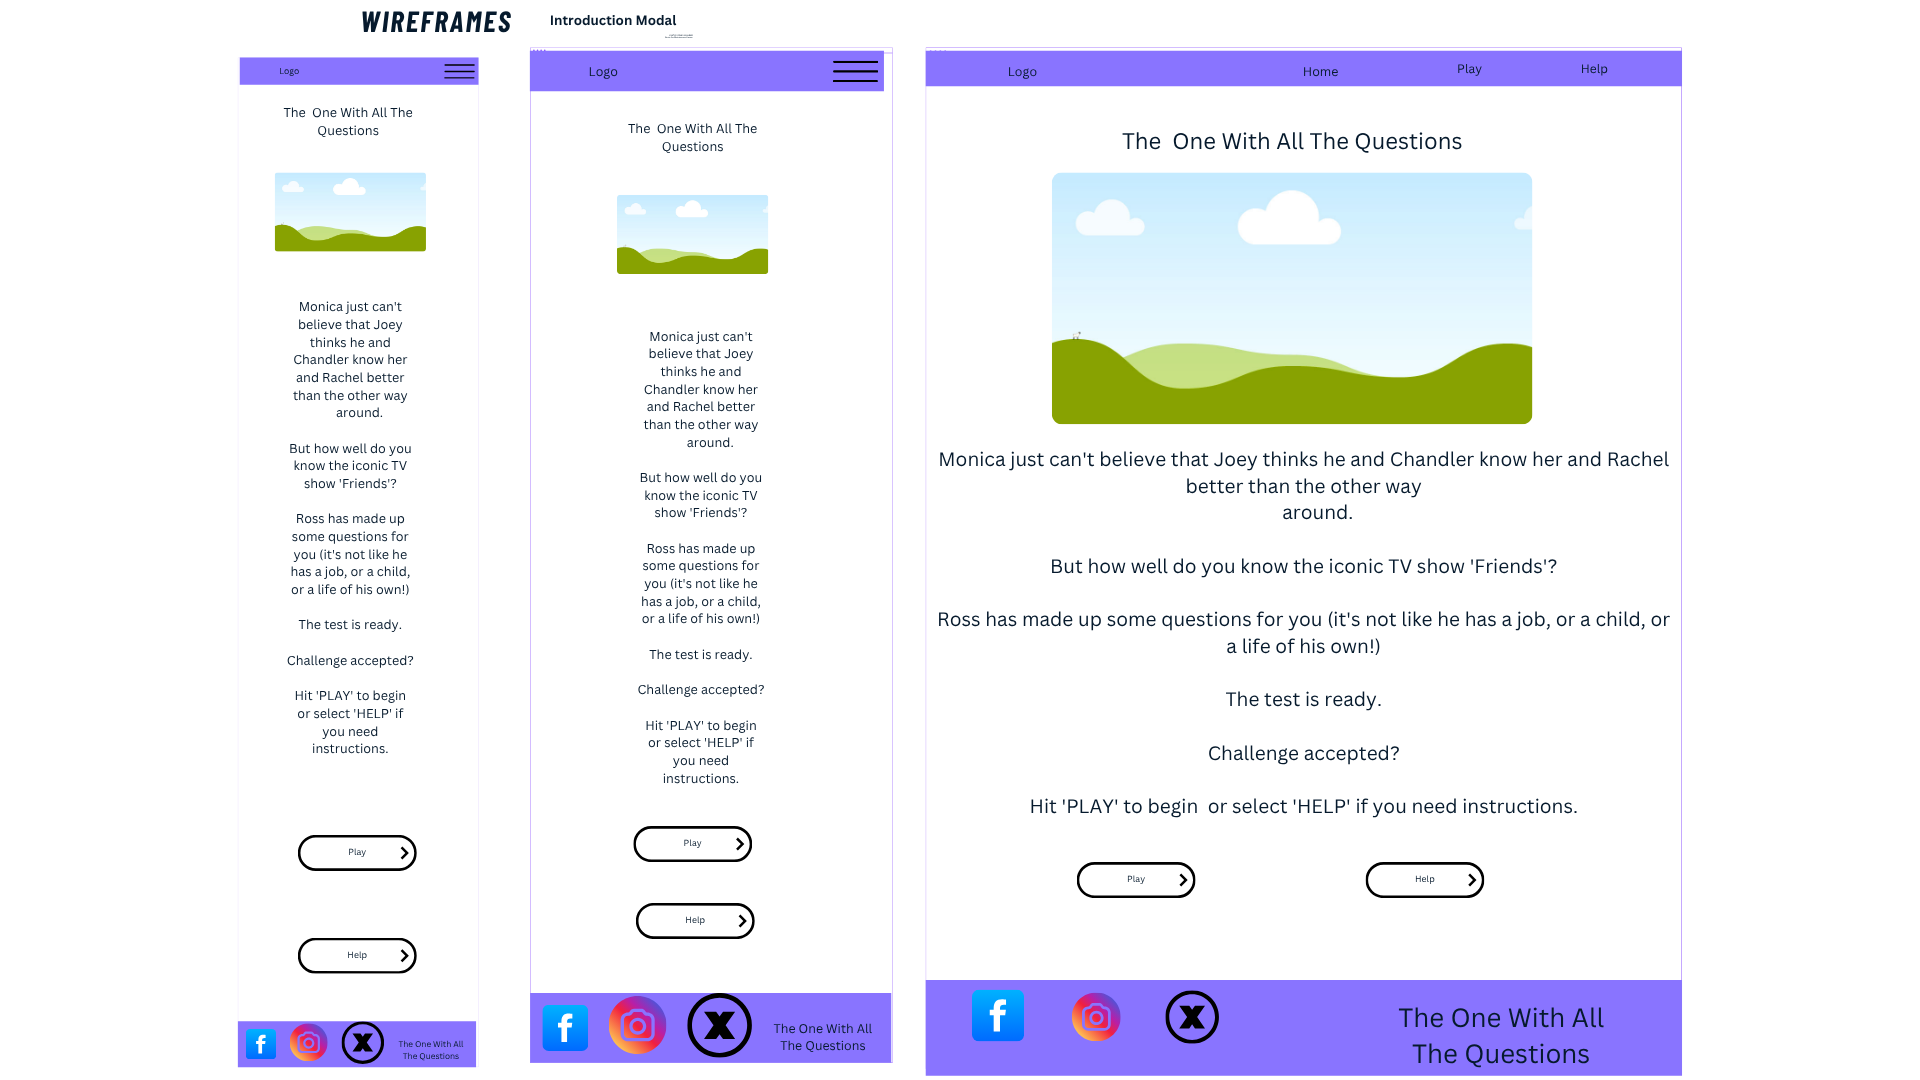 WIREFRAMES
Introduction Modal
Logo
The One With All The
Questions
Monica just can't
believe that Joey
thinks he and
Chandler know her
and Rachel better
than the other way
around.
But how well do you
know the iconic TV
show 'Friends'?
Ross has made up
some questions for
you (it's not like he
has a job, or a child,
or a life of his own!)
The test is ready.
Challenge accepted?
Hit 'PLAY' to begin
or select 'HELP' if
you need
instructions.
Play
Help
f
X
The One With All
The Questions
Logo
The One With All The
Questions
Monica just can't
believe that Joey
thinks he and
Chandler know her
and Rachel better
than the other way
around.
But how well do you
know the iconic TV
show 'Friends'?
Ross has made up
some questions for
you (it's not like he
has a job, or a child,
or a life of his own!)
The test is ready.
Challenge accepted?
Hit 'PLAY' to begin
or select 'HELP' if
you need
instructions.
Play
Help
f
X
The One With All
The Questions
Logo Home Play Help
The One With All The Questions
Monica just can't believe that Joey thinks he and Chandler know her and Rachel
better than the other way
around.
But how well do you know the iconic TV show 'Friends'?
Ross has made up some questions for you (it's not like he has a job, or a child, or
a life of his own!)
The test is ready.
Challenge accepted?
Hit 'PLAY' to begin or select 'HELP' if you need instructions.
Play
Help
f
X
The One With All
The Questions